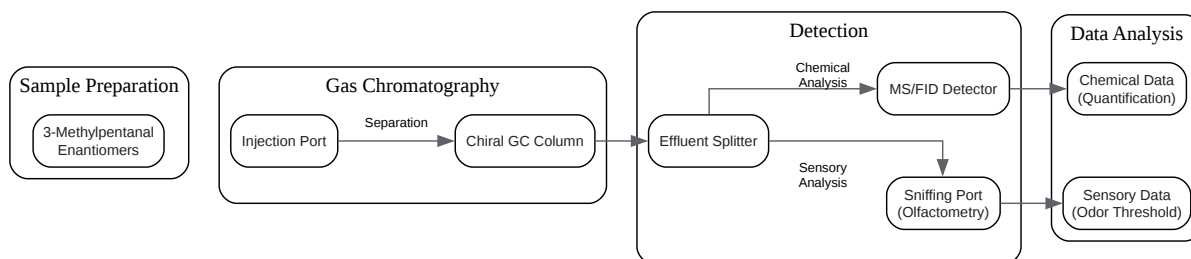 Sample Preparation
3-Methylpentanal
Enantiomers
Gas Chromatography
Injection Port
Separation
Chiral GC Column
Detection
Effluent Splitter
Chemical
Analysis
MS/FID Detector
Sensory
Analysis
Sniffing Port
(Olfactometry)
Data Analysis
Chemical Data
(Quantification)
Sensory Data
(Odor Threshold)